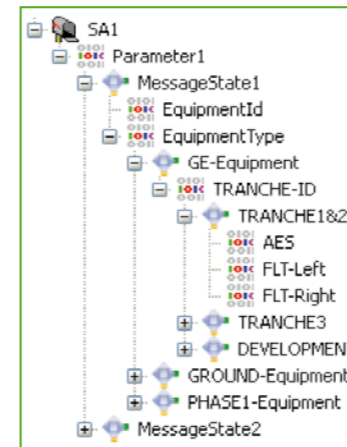 SA1
Parameter1
MessageState1
EquipmentId
EquipmentType
GE-Equipment
TRANCHE-ID
TRANCHE1&2
AES
FLT-Left
FLT-Right
TRANCHE3
DEVELOPMEN
GROUND-Equipment
PHASE1-Equipment
MessageState2